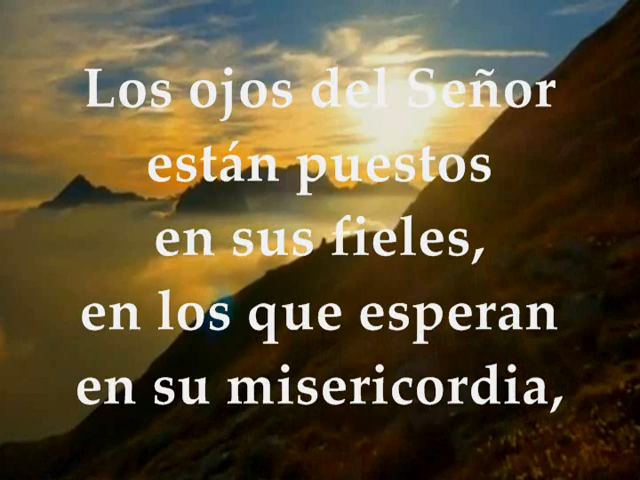 Los ojos del Señor
están puestos
en sus fieles,
en los que esperan
en su misericordia,